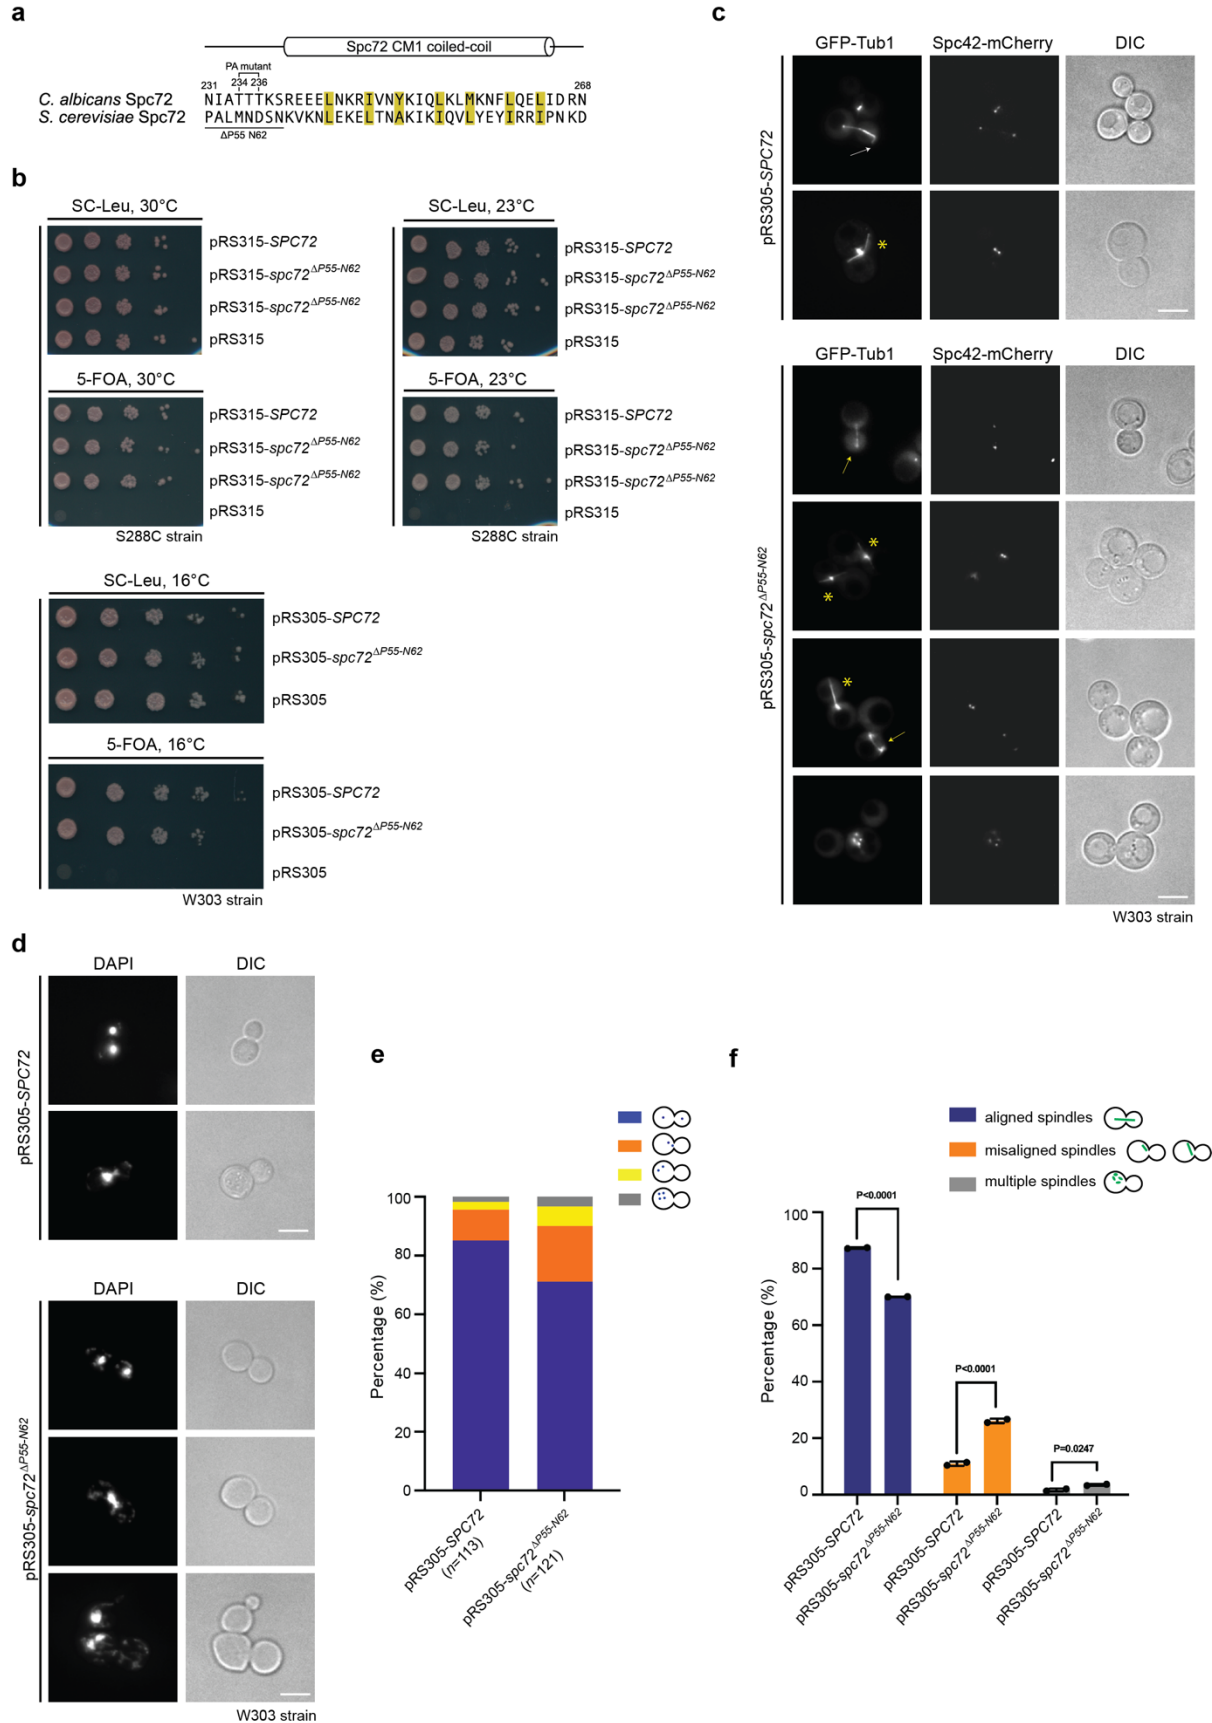 a
Spc72 CM1 coiled-coil
PA mutant
231 234 236 268
C. albicans Spc72 NIATTTKSREEELNKRIVNYKIQLKLMKNFLQELIDRN
S. cerevisiae Spc72 PALMNDSNKVKNLEKELTNAKIKIQVLYEYIRRIPNKD
ΔP55 N62
b
SC-Leu, 30°C
pRS315-SPC72
pRS315-spc72ΔP55-N62
pRS315-spc72ΔP55-N62
pRS315
5-FOA, 30°C
pRS315-SPC72
pRS315-spc72ΔP55-N62
pRS315-spc72ΔP55-N62
pRS315
S288C strain
SC-Leu, 23°C
pRS315-SPC72
pRS315-spc72ΔP55-N62
pRS315-spc72ΔP55-N62
pRS315
5-FOA, 23°C
pRS315-SPC72
pRS315-spc72ΔP55-N62
pRS315-spc72ΔP55-N62
pRS315
S288C strain
SC-Leu, 16°C
pRS305-SPC72
pRS305-spc72ΔP55-N62
pRS305
5-FOA, 16°C
pRS305-SPC72
pRS305-spc72ΔP55-N62
pRS305
W303 strain
c
GFP-Tub1 Spc42-mCherry DIC
pRS305-SPC72
*
GFP-Tub1 Spc42-mCherry DIC
pRS305-spc72ΔP55-N62
*
*
*
W303 strain
d
DAPI DIC
pRS305-SPC72
DAPI DIC
pRS305-spc72ΔP55-N62
W303 strain
e
Percentage (%)
100
80
60
40
20
0
pRS305-SPC72
(n=113)
pRS305-spc72ΔP55-N62
(n=121)
f
aligned spindles
misaligned spindles
multiple spindles
Percentage (%)
100
80
60
40
20
0
P<0.0001
P<0.0001
P=0.0247
pRS305-SPC72
pRS305-spc72ΔP55-N62
pRS305-SPC72
pRS305-spc72ΔP55-N62
pRS305-SPC72
pRS305-spc72ΔP55-N62